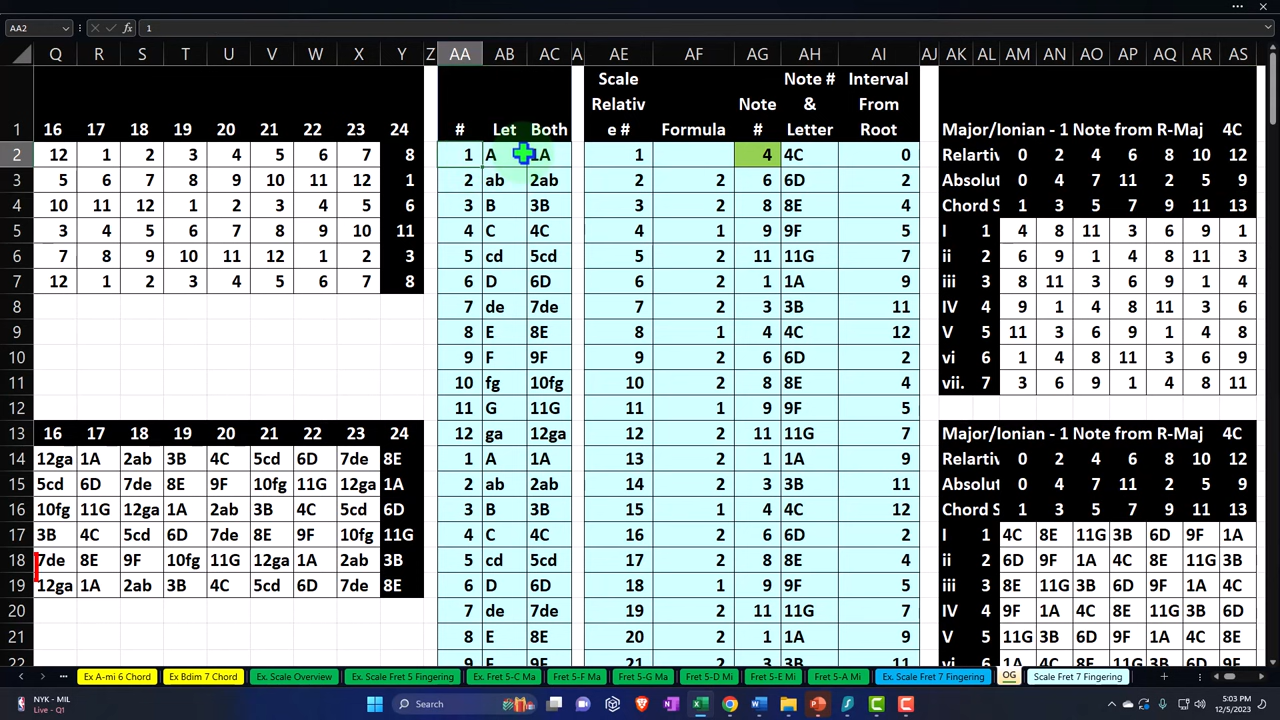 AA2 fx 1
Q R S T U V W X Y Z AA AB AC A AE AF AG AH AI AJ AK AL AM AN AO AP AQ AR AS
Scale Note # Interval
Relativ Note & From
1 16 17 18 19 20 21 22 23 24 # Let Both e # Formula # Letter Root Major/Ionian - 1 Note from R-Maj 4C
2 12 1 2 3 4 5 6 7 8 1 A 1A 1 4 4C 0 Relartiv 0 2 4 6 8 10 12
3 5 6 7 8 9 10 11 12 1 2 ab 2ab 2 2 6 6D 2 Absolut 0 4 7 11 2 5 9
4 10 11 12 1 2 3 4 5 6 3 B 3B 3 2 8 8E 4 Chord S 1 3 5 7 9 11 13
5 3 4 5 6 7 8 9 10 11 4 C 4C 4 1 9 9F 5 I 1 4 8 11 3 6 9 1
6 7 8 9 10 11 12 1 2 3 5 cd 5cd 5 2 11 11G 7 ii 2 6 9 1 4 8 11 3
7 12 1 2 3 4 5 6 7 8 6 D 6D 6 2 1 1A 9 iii 3 8 11 3 6 9 1 4
8 7 de 7de 7 2 3 3B 11 IV 4 9 1 4 8 11 3 6
9 8 E 8E 8 1 4 4C 12 V 5 11 3 6 9 1 4 8
10 9 F 9F 9 2 6 6D 2 vi 6 1 4 8 11 3 6 9
11 10 fg 10fg 10 2 8 8E 4 vii. 7 3 6 9 1 4 8 11
12 11 G 11G 11 1 9 9F 5
13 16 17 18 19 20 21 22 23 24 12 ga 12ga 12 2 11 11G 7 Major/Ionian - 1 Note from R-Maj 4C
14 12ga 1A 2ab 3B 4C 5cd 6D 7de 8E 1 A 1A 13 2 1 1A 9 Relartiv 0 2 4 6 8 10 12
15 5cd 6D 7de 8E 9F 10fg 11G 12ga 1A 2 ab 2ab 14 2 3 3B 11 Absolut 0 4 7 11 2 5 9
16 10fg 11G 12ga 1A 2ab 3B 4C 5cd 6D 3 B 3B 15 1 4 4C 12 Chord S 1 3 5 7 9 11 13
17 3B 4C 5cd 6D 7de 8E 9F 10fg 11G 4 C 4C 16 2 6 6D 2 I 1 4C 8E 11G 3B 6D 9F 1A
18 7de 8E 9F 10fg 11G 12ga 1A 2ab 3B 5 cd 5cd 17 2 8 8E 4 ii 2 6D 9F 1A 4C 8E 11G 3B
19 12ga 1A 2ab 3B 4C 5cd 6D 7de 8E 6 D 6D 18 1 9 9F 5 iii 3 8E 11G 3B 6D 9F 1A 4C
20 7 de 7de 19 2 11 11G 7 IV 4 9F 1A 4C 8E 11G 3B 6D
21 8 E 8E 20 2 1 1A 9 V 5 11G 3B 6D 9F 1A 4C 8E
22 9 F 9F 21 2 3 3B 11 vi 6 1A 4C 8E 11G 3B 6D 9F
Ex A-mi 6 Chord Ex Bdim 7 Chord Ex. Scale Overview Ex. Scale Fret 5 Fingering Ex. Fret 5-C Ma Fret 5-F Ma Fret 5-G Ma Fret 5-D Mi Fret 5-E Mi Fret 5-A Mi Ex. Scale Fret 7 Fingering OG Scale Fret 7 Fingering
NYK - MIL
Live - Q1
Search
5:03 PM
12/5/2023